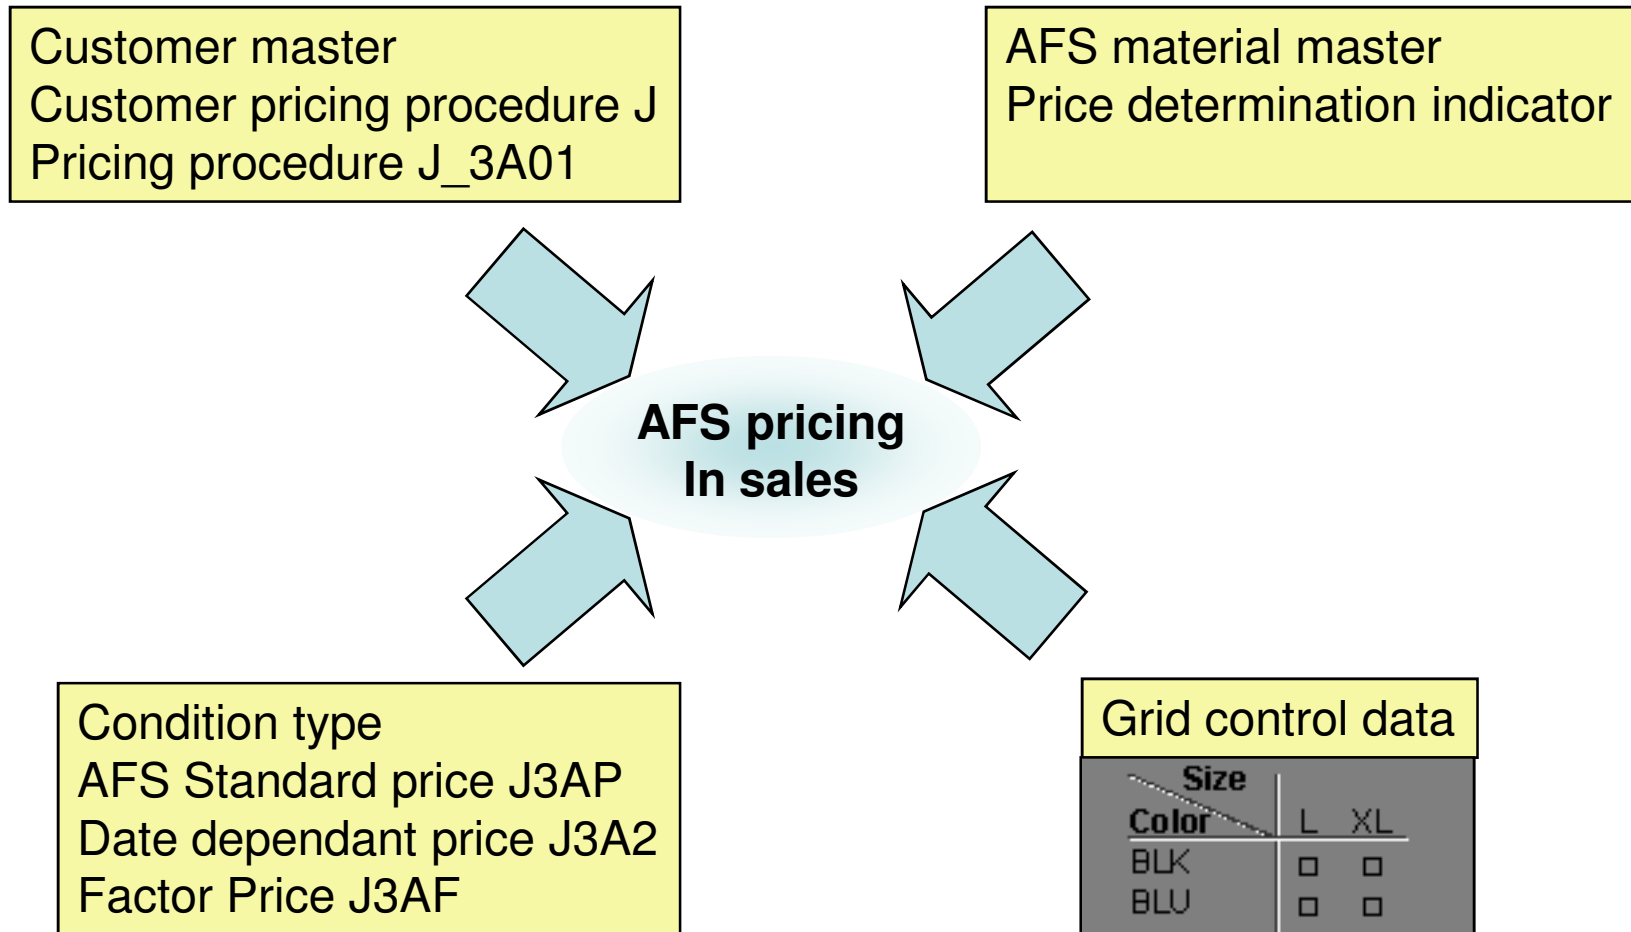 Customer master
Customer pricing procedure J
Pricing procedure J_3A01
AFS material master
Price determination indicator
AFS pricing
In sales
Condition type
AFS Standard price J3AP
Date dependant price J3A2
Factor Price J3AF
Grid control data
Size
Color L XL
BLK
BLU